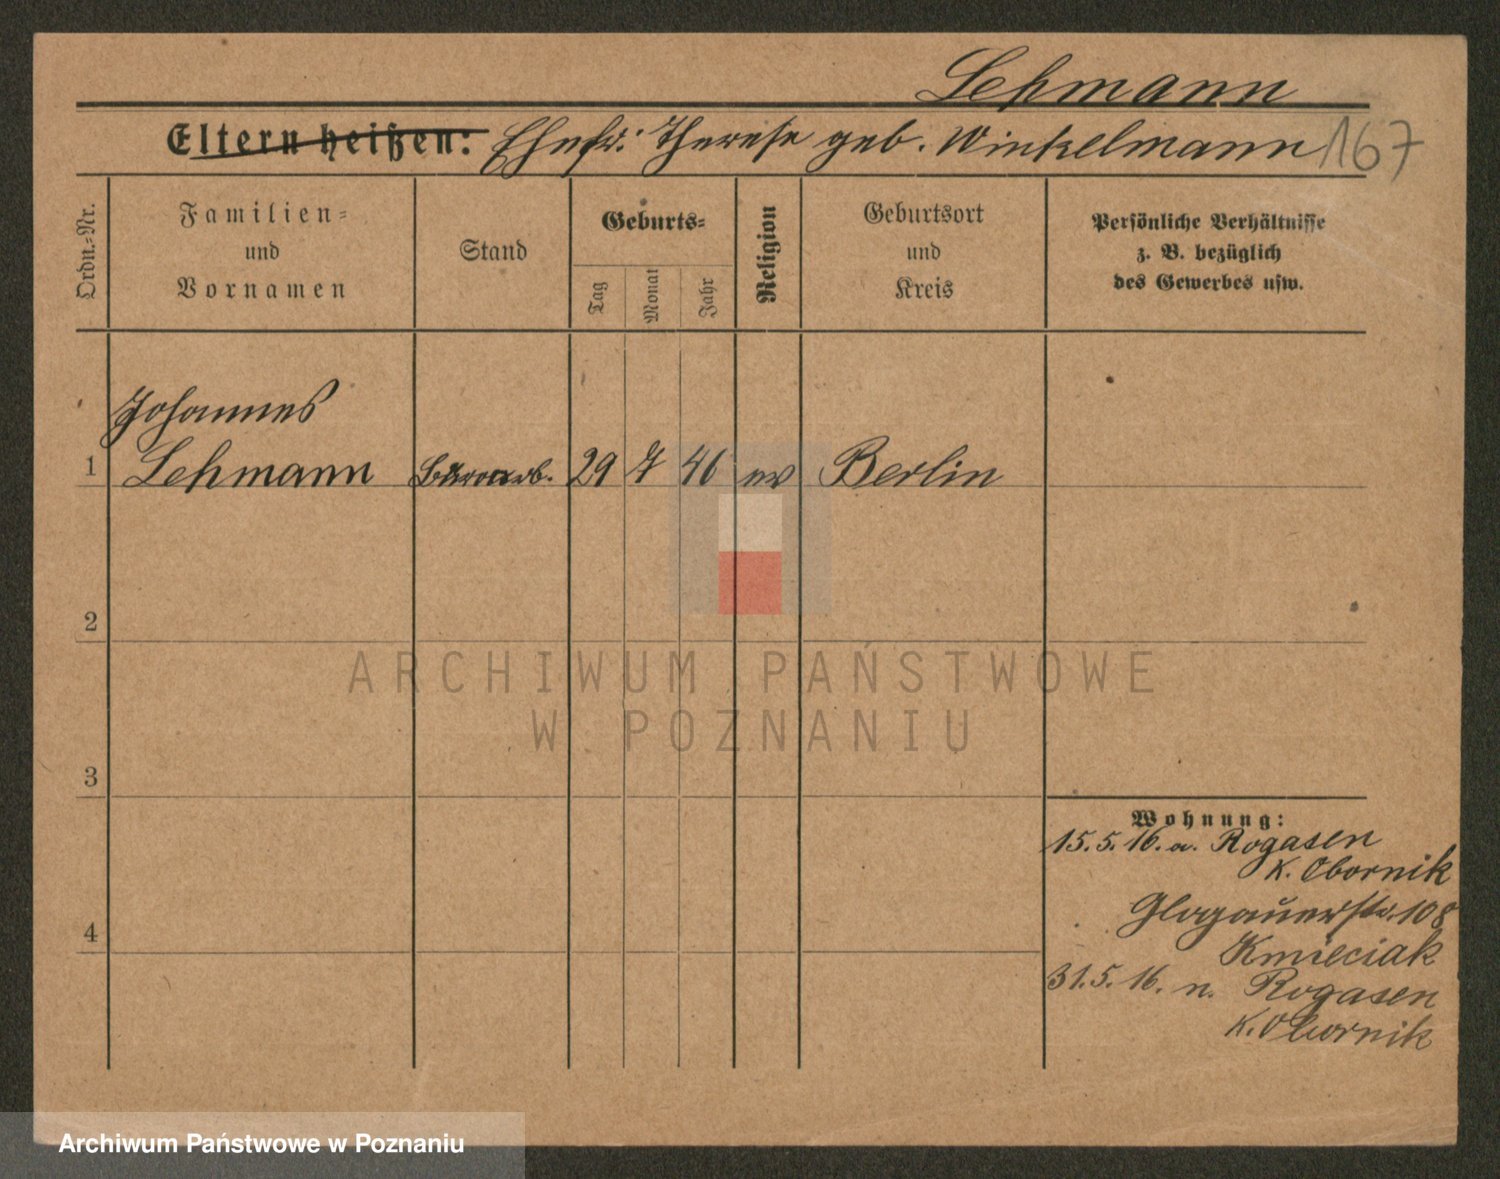 Lehmann
Eltern heißen: Ehefr. Therese geb. Winkelmann 167
Ordn.-Nr.
Familien-
und
Vornamen
Stand
Geburts-
Tag
Monat
Jahr
Religion
Geburtsort
und
Kreis
Persönliche Verhältnisse
z. B. bezüglich
des Gewerbes usw.
Johannes
1 Lehmann 29 7 46 ev Berlin
2
ARCHIWUM PAŃSTWOWE
W POZNANIU
3
Wohnung:
15.5.16. a. Rogasen
K. Obornik
4 Glogauerstr. 108
Kmieciak
31.5.16. n. Rogasen
K. Obornik
Archiwum Państwowe w Poznaniu